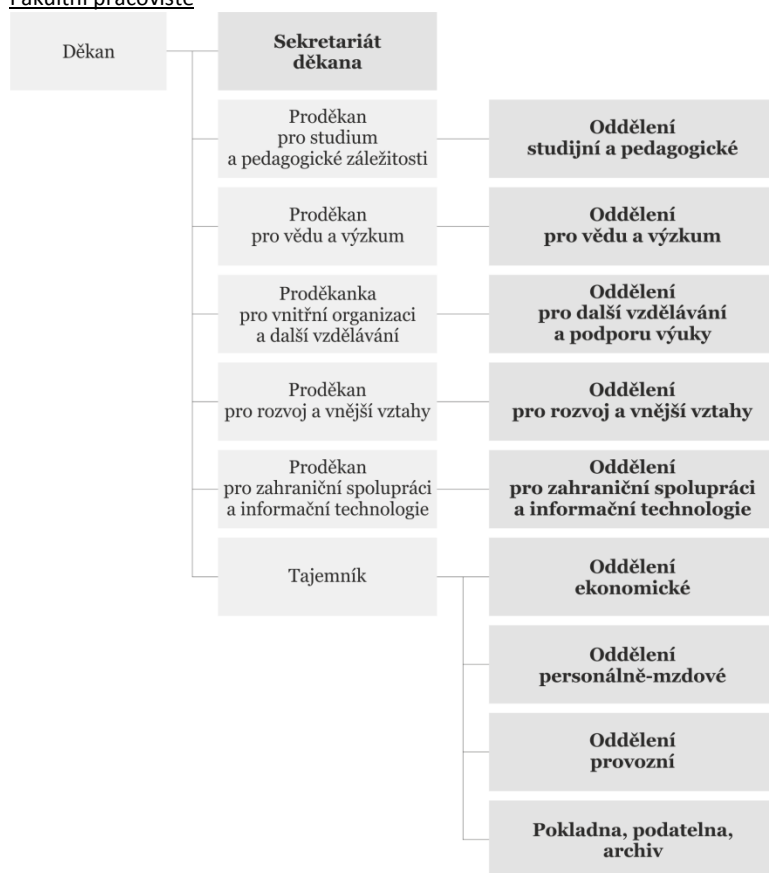 Fakultní pracoviště
Děkan
Sekretariát
děkana
Proděkan
pro studium
a pedagogické záležitosti
Oddělení
studijní a pedagogické
Proděkan
pro vědu a výzkum
Oddělení
pro vědu a výzkum
Proděkanka
pro vnitřní organizaci
a další vzdělávání
Oddělení
pro další vzdělávání
a podporu výuky
Proděkan
pro rozvoj a vnější vztahy
Oddělení
pro rozvoj a vnější vztahy
Proděkan
pro zahraniční spolupráci
a informační technologie
Oddělení
pro zahraniční spolupráci
a informační technologie
Tajemník
Oddělení
ekonomické
Oddělení
personálně-mzdové
Oddělení
provozní
Pokladna, podatelna,
archiv